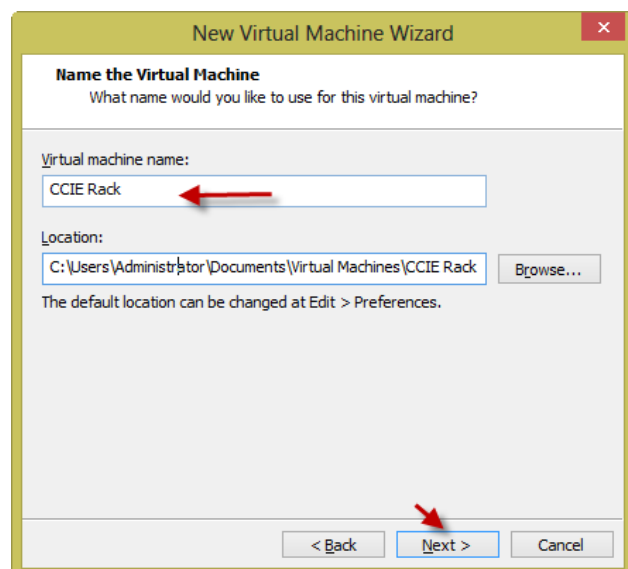 New Virtual Machine Wizard
Name the Virtual Machine
What name would you like to use for this virtual machine?
Virtual machine name:
CCIE Rack
Location:
C:\Users\Administrator\Documents\Virtual Machines\CCIE Rack
Browse...
The default location can be changed at Edit > Preferences.
< Back
Next >
Cancel